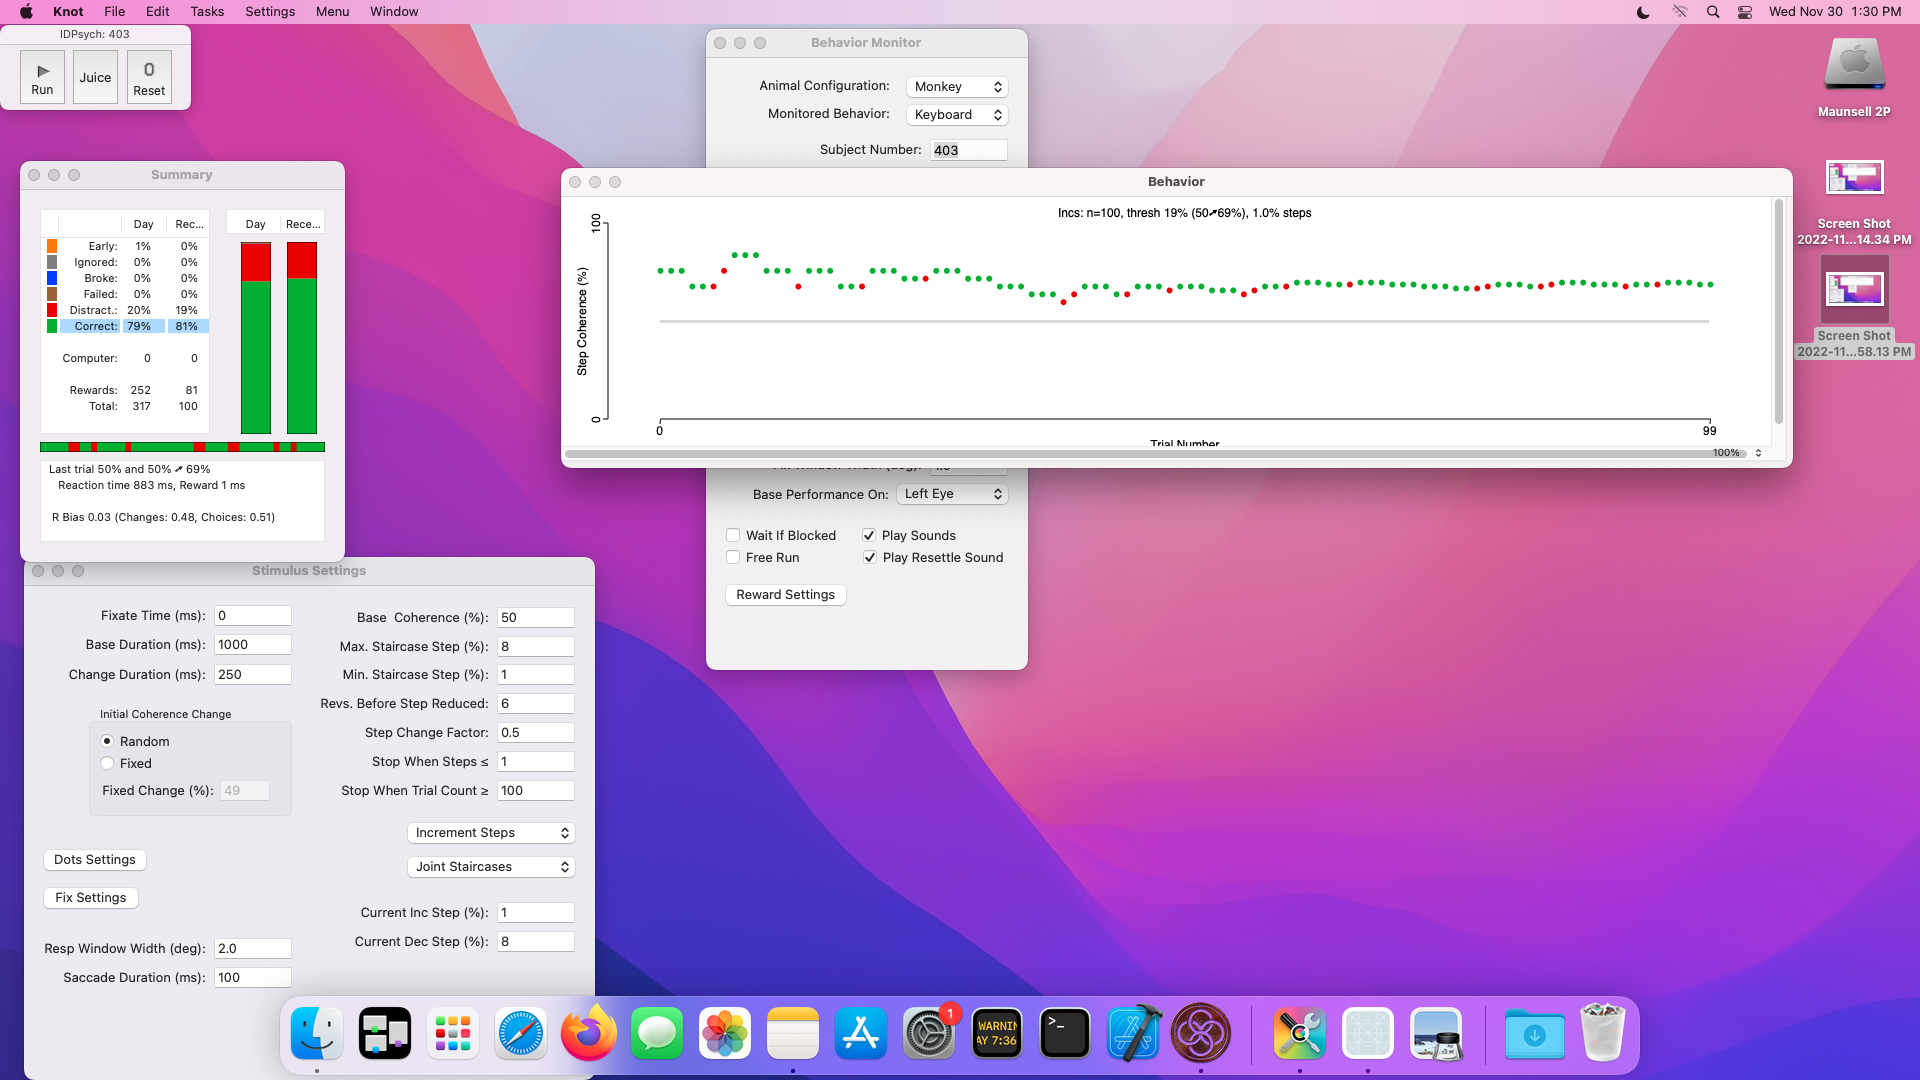 Knot File Edit Tasks Settings Menu Window
Wed Nov 30 1:30 PM
IDPsych: 403
Run
Juice
0
Reset
Summary
Day Rec...
Early: 1% 0%
Ignored: 0% 0%
Broke: 0% 0%
Failed: 0% 0%
Distract.: 20% 19%
Correct: 79% 81%
Computer: 0 0
Rewards: 252 81
Total: 317 100
Day Rece...
Last trial 50% and 50% ➚ 69%
Reaction time 883 ms, Reward 1 ms
R Bias 0.03 (Changes: 0.48, Choices: 0.51)
Stimulus Settings
Fixate Time (ms): 0
Base Duration (ms): 1000
Change Duration (ms): 250
Initial Coherence Change
Random
Fixed
Fixed Change (%): 49
Dots Settings
Fix Settings
Resp Window Width (deg): 2.0
Saccade Duration (ms): 100
Base Coherence (%): 50
Max. Staircase Step (%): 8
Min. Staircase Step (%): 1
Revs. Before Step Reduced: 6
Step Change Factor: 0.5
Stop When Steps ≤ 1
Stop When Trial Count ≥ 100
Increment Steps
Joint Staircases
Current Inc Step (%): 1
Current Dec Step (%): 8
Behavior Monitor
Animal Configuration: Monkey
Monitored Behavior: Keyboard
Subject Number: 403
Behavior
Incs: n=100, thresh 19% (50➚69%), 1.0% steps
100
Step Coherence (%)
0
0
99
Trial Number
100%
Base Performance On: Left Eye
Wait If Blocked
Play Sounds
Free Run
Play Resettle Sound
Reward Settings
Maunsell 2P
Screen Shot
2022-11...14.34 PM
Screen Shot
2022-11...58.13 PM
1
WARNIN
AY 7:36
>_